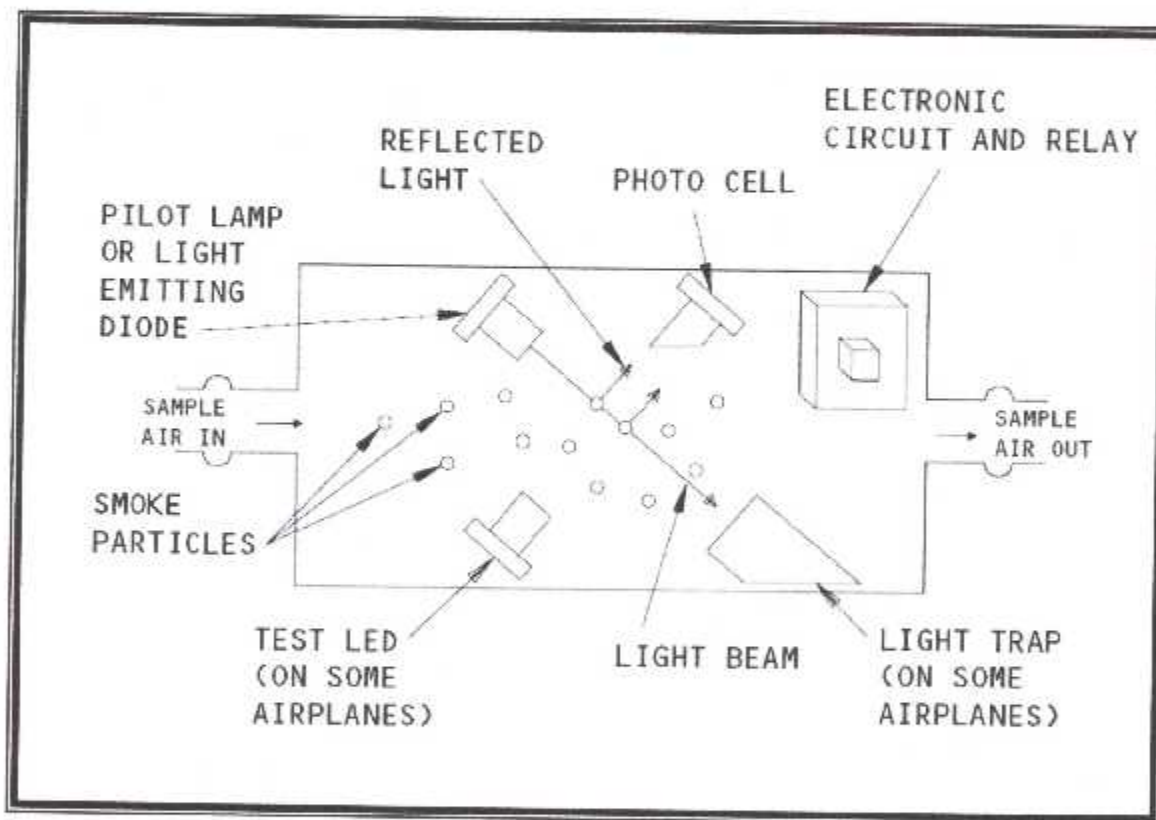 ELECTRONIC
CIRCUIT AND RELAY
REFLECTED
LIGHT
PHOTO CELL
PILOT LAMP
OR LIGHT
EMITTING
DIODE
SAMPLE
AIR IN
SAMPLE
AIR OUT
SMOKE
PARTICLES
TEST LED
(ON SOME
AIRPLANES)
LIGHT BEAM
LIGHT TRAP
(ON SOME
AIRPLANES)